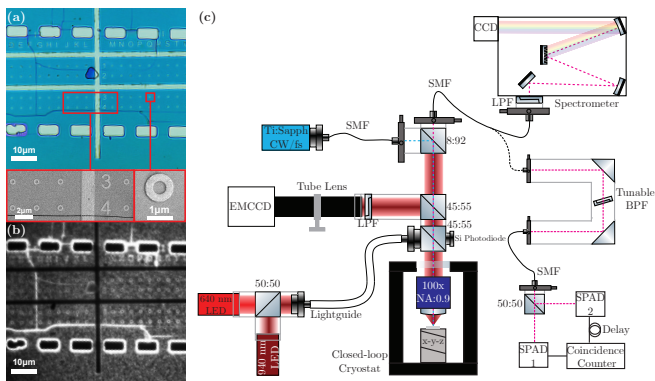 (a)
10μm
2μm
3
4
1μm
(b)
10μm
(c)
CCD
LPF
Spectrometer
SMF
Ti:Sapph
CW/fs
SMF
8:92
Tube Lens
EMCCD
LPF
45:55
45:55
Si Photodiode
Tunable
BPF
50:50
640 nm
LED
Lightguide
940 nm
LED
100x
NA:0.9
x-y-z
Closed-loop
Cryostat
SMF
50:50
SPAD
2
Delay
SPAD
1
Coincidence
Counter